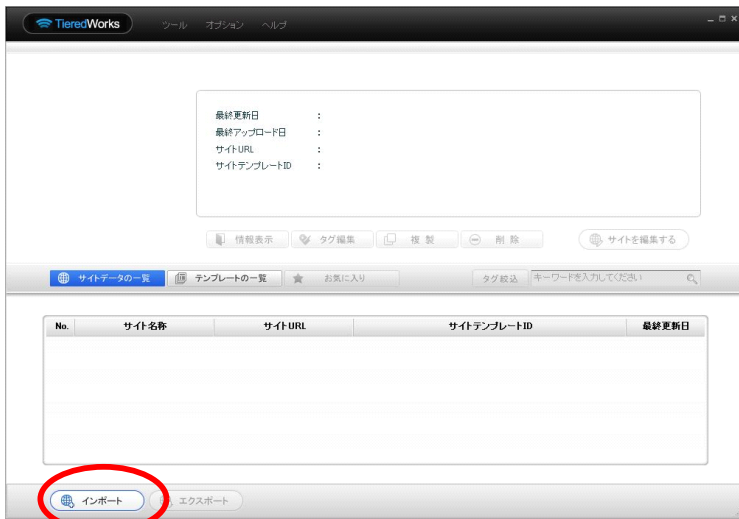 TieredWorks ツール オプション ヘルプ
最終更新日 :
最終アップロード日 :
サイトURL :
サイトテンプレートID :
情報表示 タグ編集 複製 削除 サイトを編集する
サイトデータの一覧 テンプレートの一覧 お気に入り タグ絞込 キーワードを入力してください
No. サイト名称 サイトURL サイトテンプレートID 最終更新日
インポート エクスポート